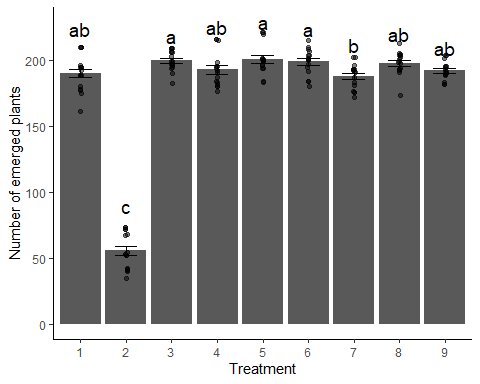 ab
a
ab
a
a
b
ab
ab
c
200
150
100
50
0
Number of emerged plants
1 2 3 4 5 6 7 8 9
Treatment